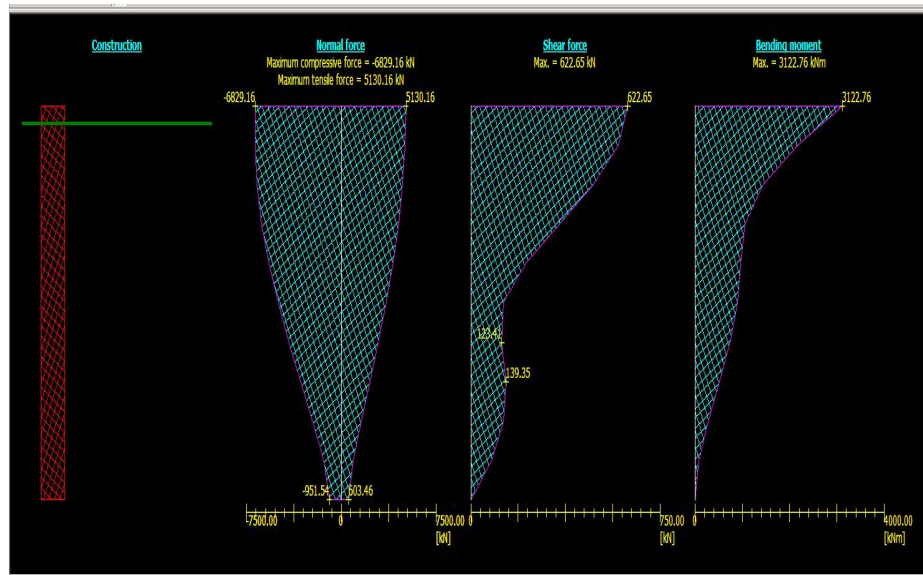 Construction
Normal force
Maximum compressive force = -6829.16 kN
Maximum tensile force = 5130.16 kN
Shear force
Max. = 622.65 kN
Bending moment
Max. = 3122.76 kNm
-6829.16
5130.16
622.65
3122.76
123.41
139.35
-951.54
603.46
-7500.00
0
7500.00
[kN]
0
750.00
[kN]
0
4000.00
[kNm]